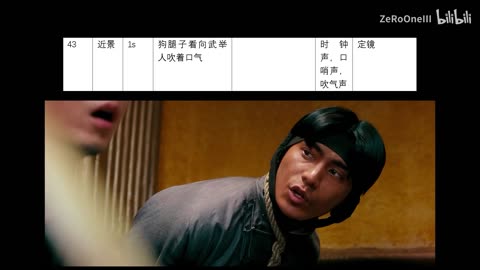 ZeRoOneIII bilibili
43 近景 1s 狗腿子看向武举 时钟 定镜
人吹着口气 声,口
哨声,
吹气声